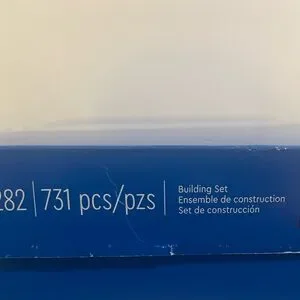 282 | 731 pcs/pzs |
Building Set
Ensemble de construction
Set de construcción